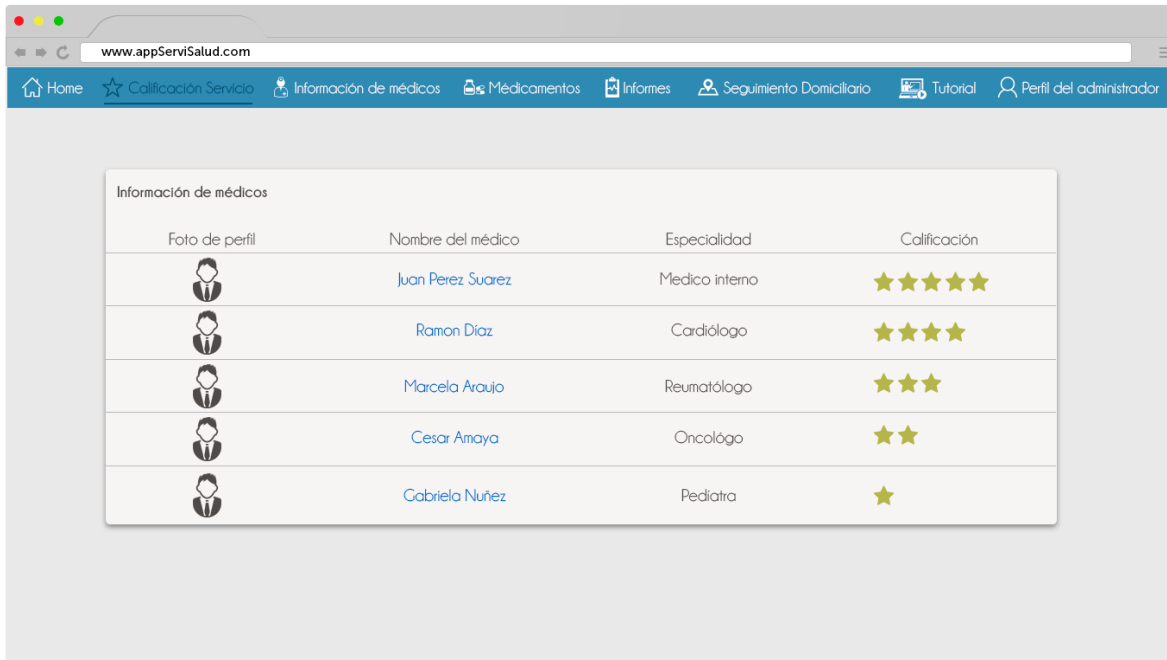 www.appServiSalud.com
Home Calificación Servicio Información de médicos Médicamentos Informes Seguimiento Domiciliario Tutorial Perfil del administrador
Información de médicos
Foto de perfil Nombre del médico Especialidad Calificación
Juan Perez Suarez Medico interno
Ramon Díaz Cardiólogo
Marcela Araujo Reumatólogo
Cesar Amaya Oncológo
Gabriela Nuñez Pediatra